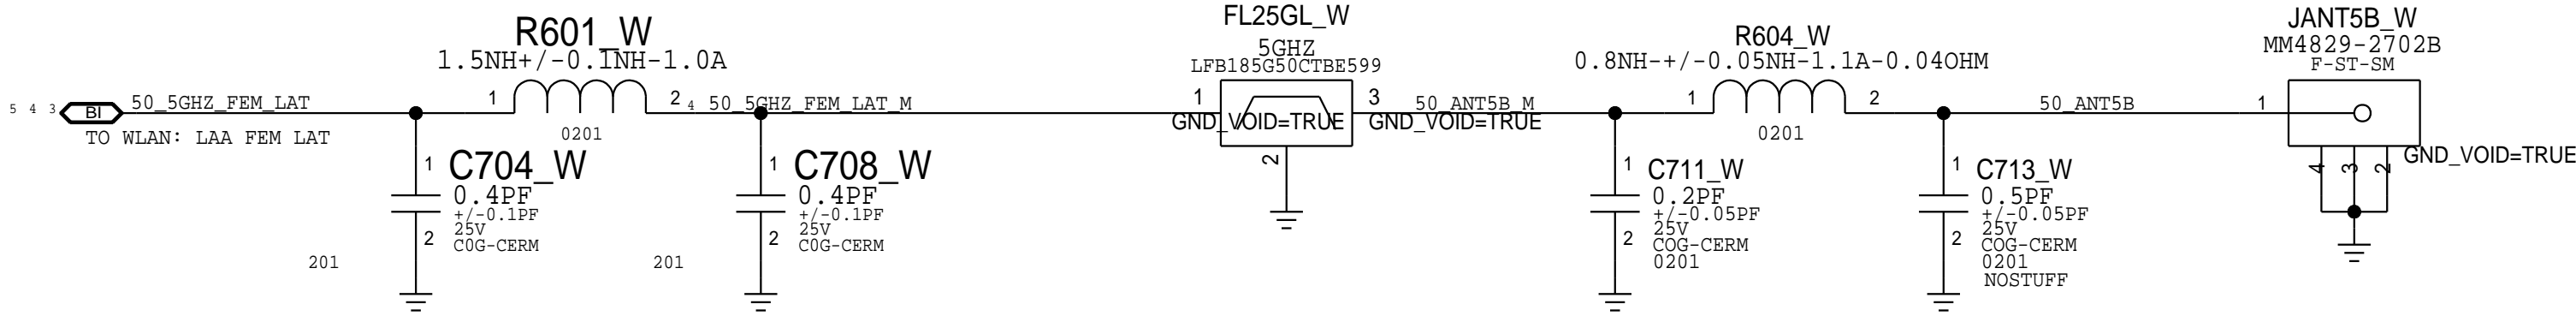 FL25GL_W
5GHZ
LFB185G50CTBE599
JANT5B_W
MM4829-2702B
F-ST-SM
R601_W
1.5NH+/-0.1NH-1.0A
R604_W
0.8NH-+/-0.05NH-1.1A-0.04OHM
5 4 3 BI 50_5GHZ_FEM_LAT 1 2 4 50_5GHZ_FEM_LAT_M 1 3 50_ANT5B_M 1 2 50_ANT5B 1
TO WLAN: LAA FEM LAT
0201
GND_VOID=TRUE
GND_VOID=TRUE
0201
2
4 3 2
GND_VOID=TRUE
1 C704_W
0.4PF
+/-0.1PF
25V
2 C0G-CERM
201
1 C708_W
0.4PF
+/-0.1PF
25V
2 C0G-CERM
201
1 C711_W
0.2PF
+/-0.05PF
25V
2 COG-CERM
0201
1 C713_W
0.5PF
+/-0.05PF
25V
2 COG-CERM
0201
NOSTUFF